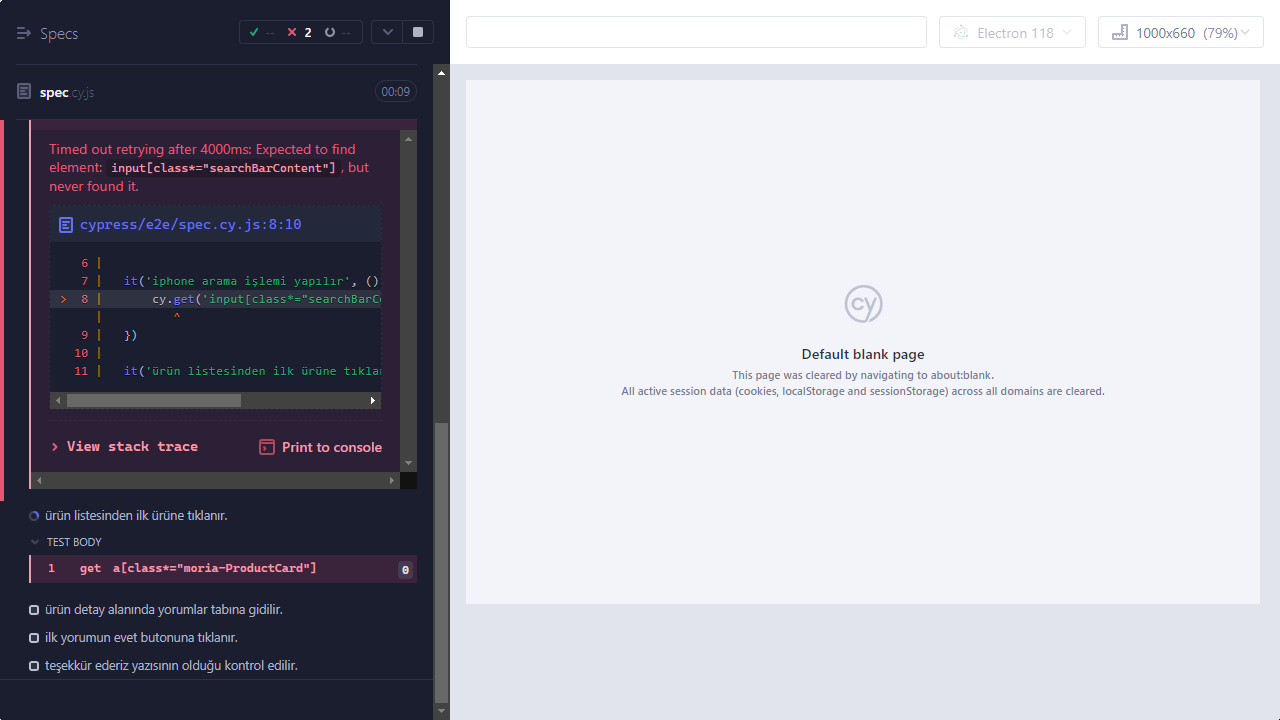 Specs
-- 2 --
spec.cy.js
00:09
Timed out retrying after 4000ms: Expected to find
element: input[class*="searchBarContent"], but
never found it.
cypress/e2e/spec.cy.js:8:10
6 |
7 | it('iphone arama işlemi yapılır', ()
> 8 | cy.get('input[class*="searchBarCo
| ^
9 | })
10 |
11 | it('ürün listesinden ilk ürüne tıklan
> View stack trace
Print to console
ürün listesinden ilk ürüne tıklanır.
TEST BODY
1 get a[class*="moria-ProductCard"] 0
ürün detay alanında yorumlar tabına gidilir.
ilk yorumun evet butonuna tıklanır.
teşekkür ederiz yazısının olduğu kontrol edilir.
Electron 118
1000x660 (79%)
cy
Default blank page
This page was cleared by navigating to about:blank.
All active session data (cookies, localStorage and sessionStorage) across all domains are cleared.